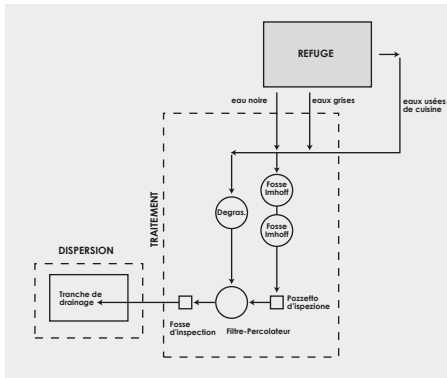 REFUGE
eau noire
eaux grises
eaux usées
de cuisine
TRAITEMENT
Fosse
Imhoff
Degras.
Fosse
Imhoff
DISPERSION
Tranche de
drainage
Pozzetto
d'ispezione
Fosse
d'inspection
Filtre-Percolateur